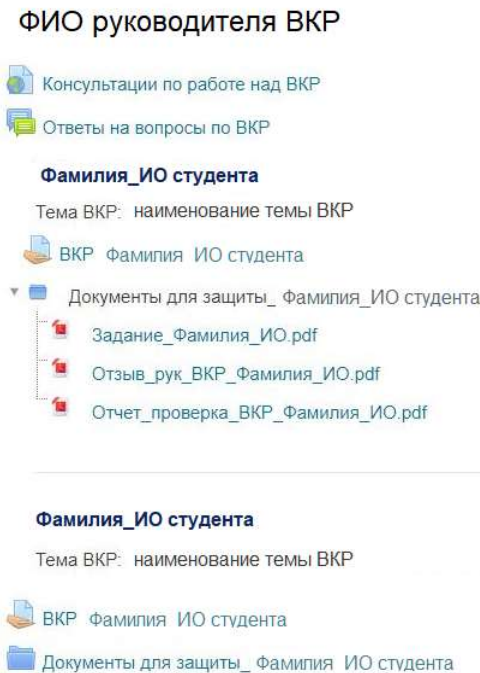 ФИО руководителя ВКР
Консультации по работе над ВКР
Ответы на вопросы по ВКР
Фамилия_ИО студента
Тема ВКР: наименование темы ВКР
ВКР Фамилия ИО студента
Документы для защиты_ Фамилия_ИО студента
Задание_Фамилия_ИО.pdf
Отзыв_рук_ВКР_Фамилия_ИО.pdf
Отчет_проверка_ВКР_Фамилия_ИО.pdf
Фамилия_ИО студента
Тема ВКР: наименование темы ВКР
ВКР Фамилия ИО студента
Документы для защиты_ Фамилия ИО студента